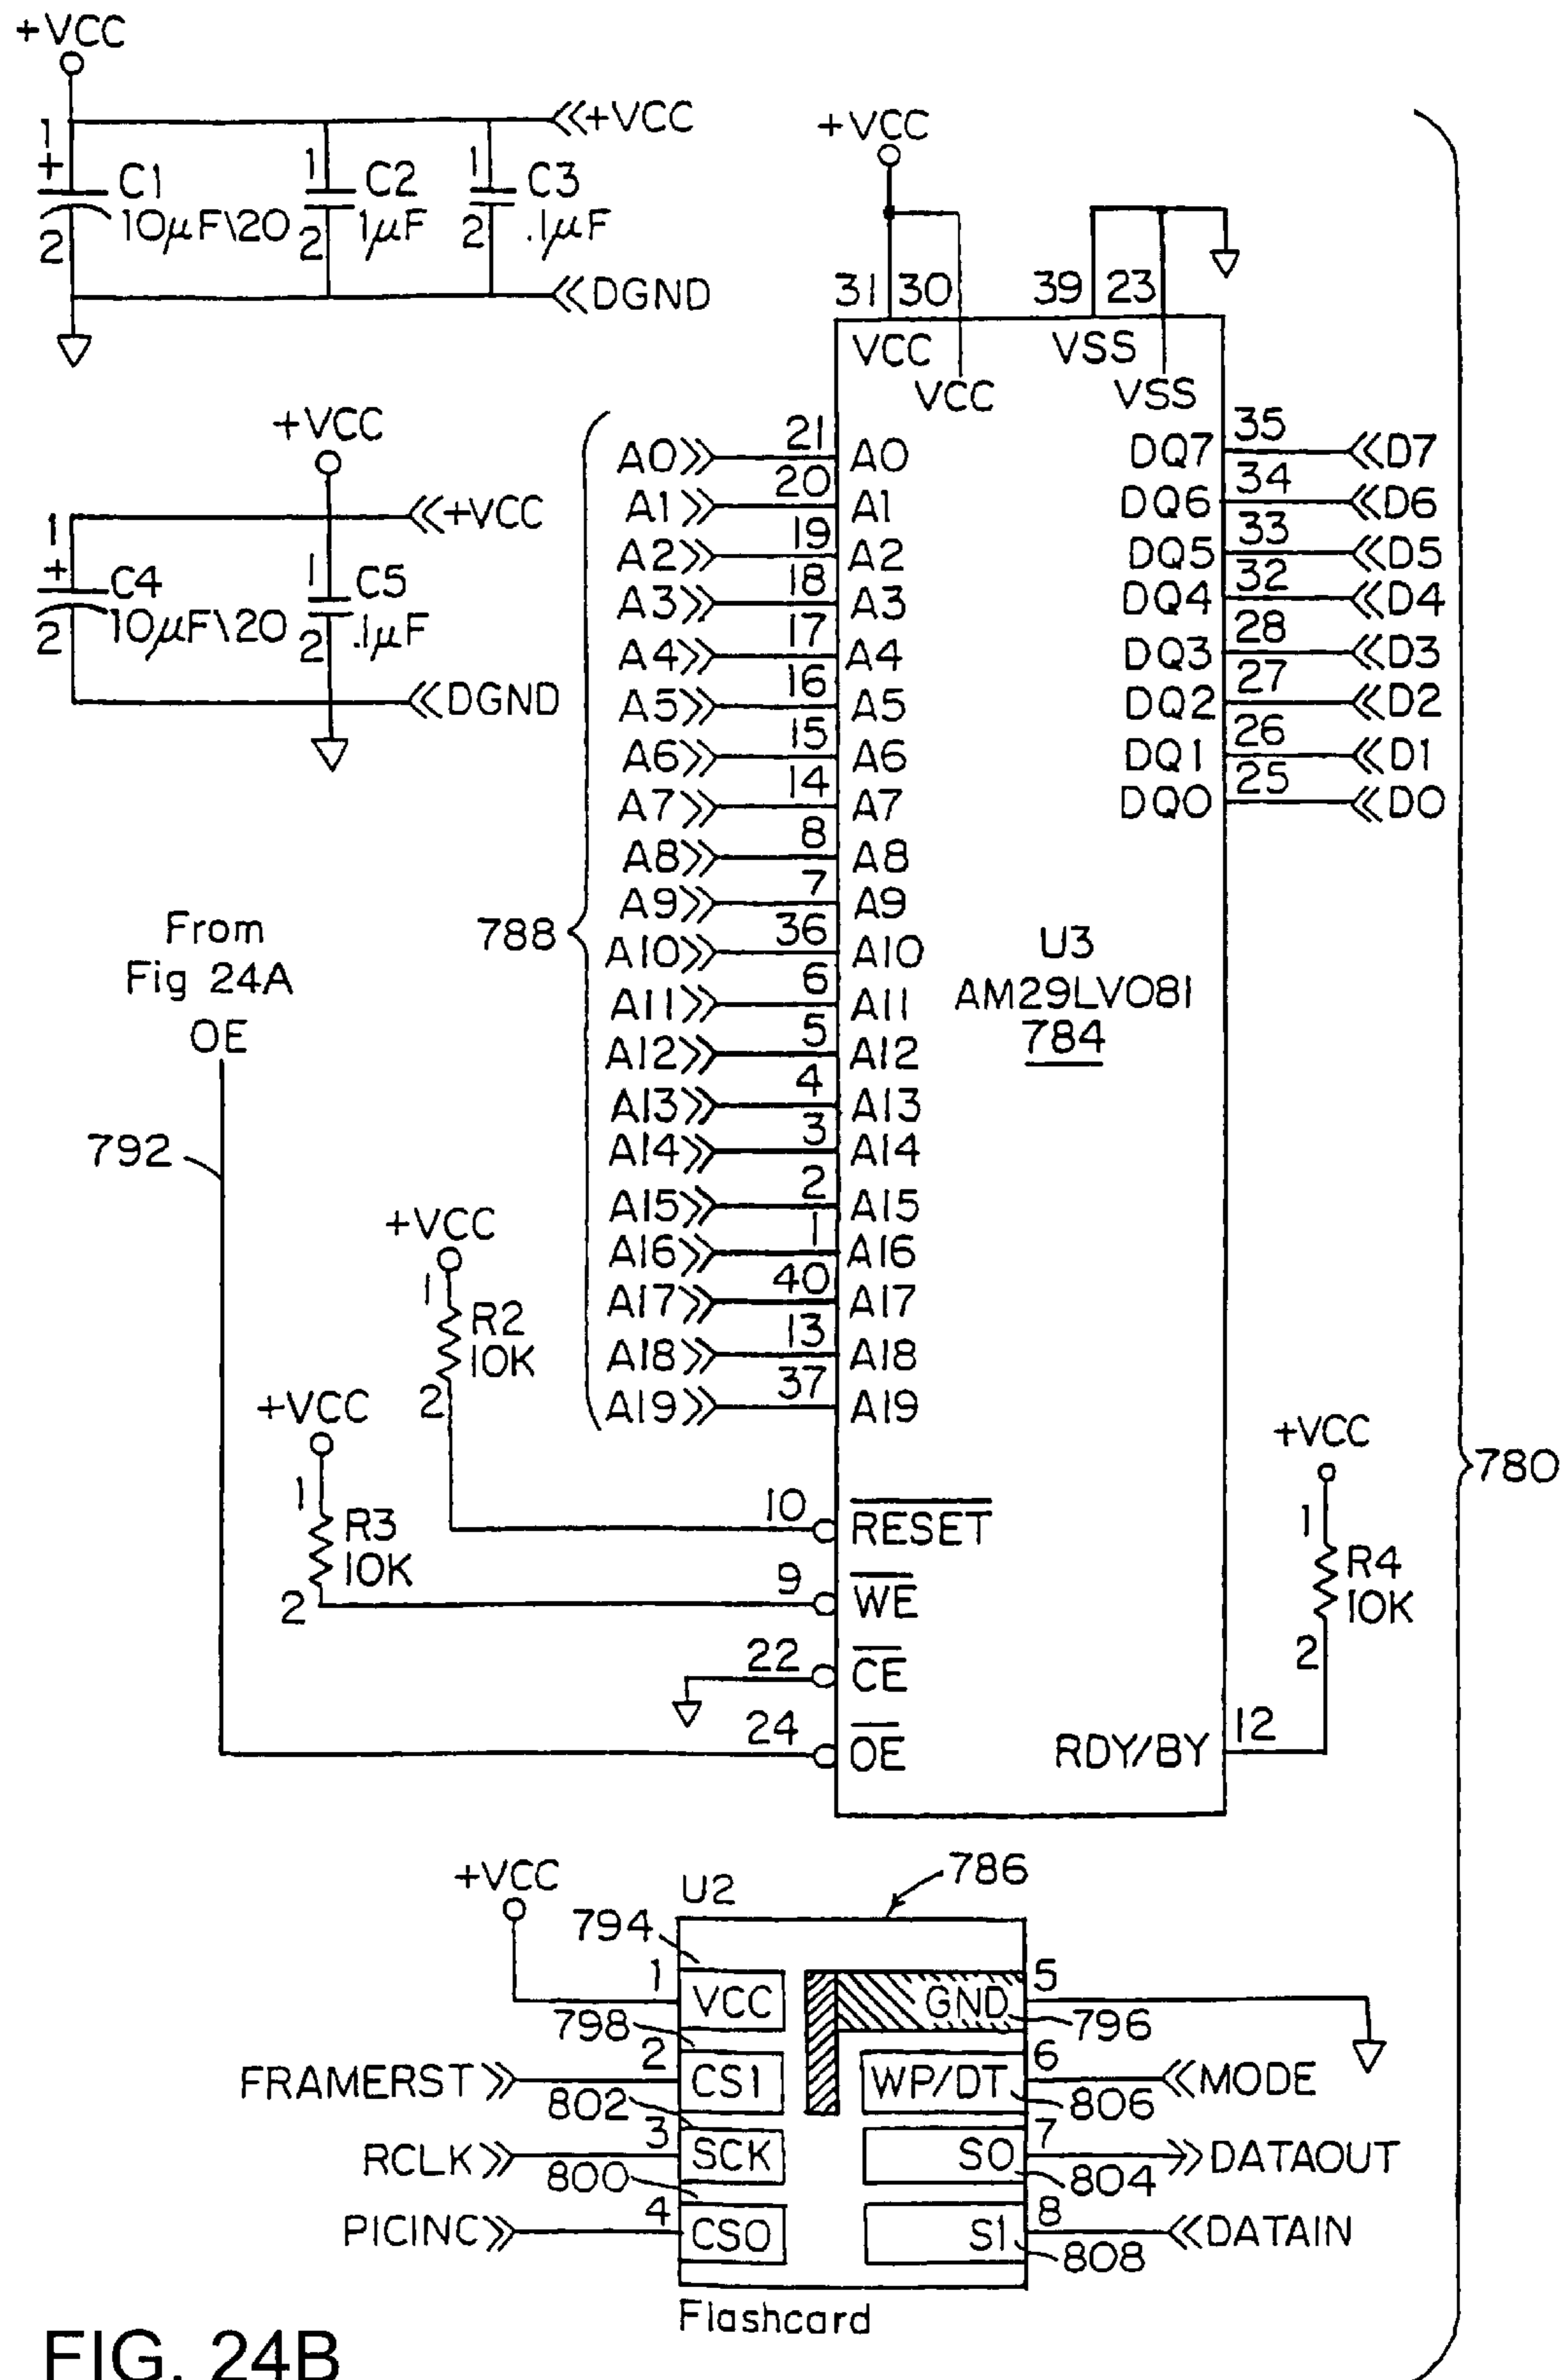 +VCC
1
+
C1
10μF\20
2
1
C2
1μF
2
1
C3
.1μF
2
+VCC
DGND
+VCC
1
+
C4
10μF\20
2
1
C5
.1μF
2
+VCC
DGND
+VCC
31 30
39 23
VCC
VCC
VSS
VSS
A0 21 A0
A1 20 A1
A2 19 A2
A3 18 A3
A4 17 A4
A5 16 A5
A6 15 A6
A7 14 A7
A8 8 A8
A9 7 A9
A10 36 A10
A11 6 A11
A12 5 A12
A13 4 A13
A14 3 A14
A15 2 A15
A16 1 A16
A17 40 A17
A18 13 A18
A19 37 A19
788
DQ7 35 D7
DQ6 34 D6
DQ5 33 D5
DQ4 32 D4
DQ3 28 D3
DQ2 27 D2
DQ1 26 D1
DQ0 25 D0
U3
AM29LV081
784
From
Fig 24A
OE
792
+VCC
1
R2
10K
2
+VCC
1
R3
10K
2
10 RESET
9 WE
22 CE
24 OE
+VCC
1
R4
10K
2
RDY/BY 12
780
+VCC
U2
786
794
1 VCC
GND 5
796
798
FRAMERST 2 CS1
WP/DT 6 MODE
806
802
RCLK 3 SCK
SO 7 DATAOUT
804
800
PICINC 4 CSO
S1 8 DATAIN
808
Flashcard
FIG. 24B